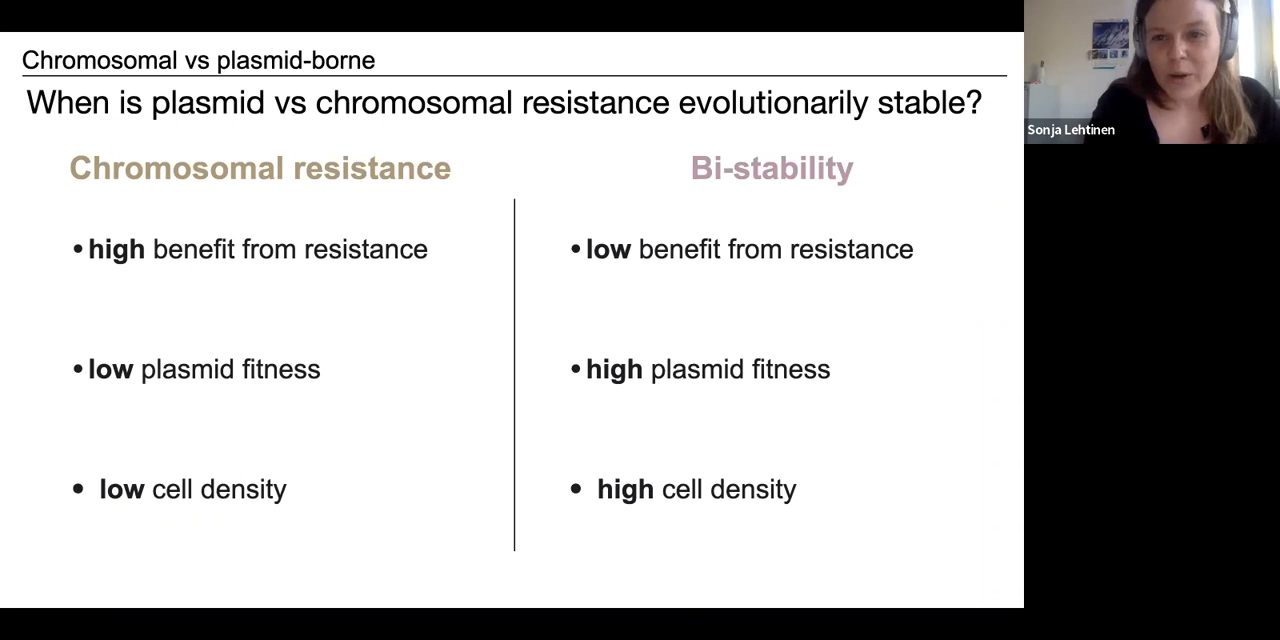 Chromosomal vs plasmid-borne
When is plasmid vs chromosomal resistance evolutionarily stable?
Chromosomal resistance
• high benefit from resistance
• low plasmid fitness
• low cell density
Bi-stability
• low benefit from resistance
• high plasmid fitness
• high cell density
Sonja Lehtinen